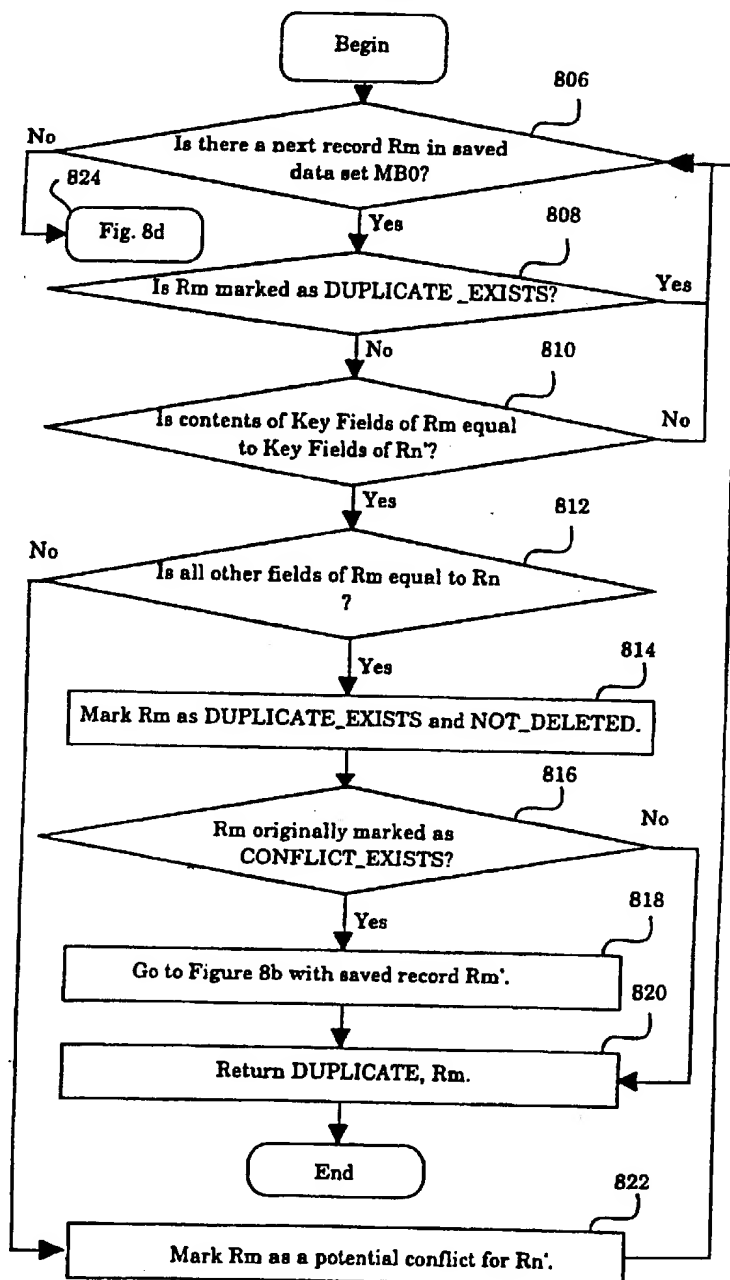 Begin
806
No
Is there a next record Rm in saved
data set MB0?
824
Fig. 8d
Yes
808
Is Rm marked as DUPLICATE_EXISTS?
Yes
No
810
Is contents of Key Fields of Rm equal
to Key Fields of Rn'?
No
Yes
812
No
Is all other fields of Rm equal to Rn
?
Yes
814
Mark Rm as DUPLICATE_EXISTS and NOT_DELETED.
816
Rm originally marked as
CONFLICT_EXISTS?
No
Yes
818
Go to Figure 8b with saved record Rm'.
820
Return DUPLICATE, Rm.
End
822
Mark Rm as a potential conflict for Rn'.